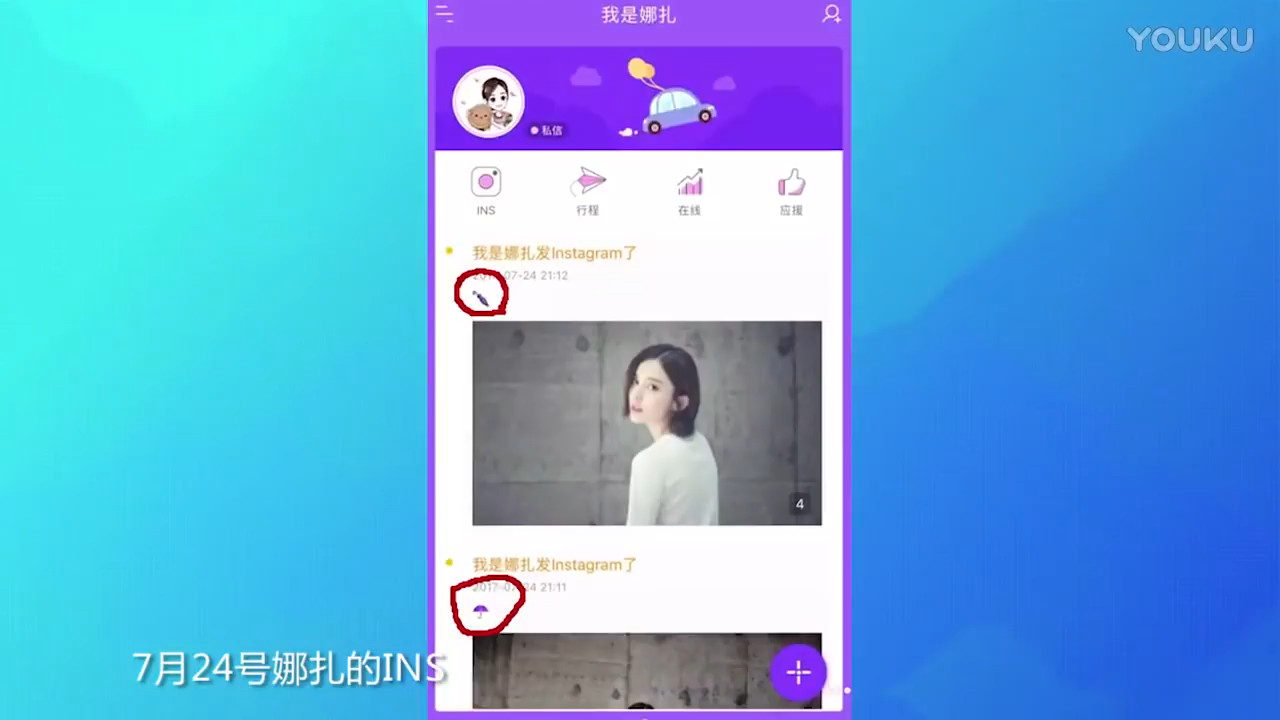 我是娜扎
YOUKU
私信
INS
行程
在线
应援
我是娜扎发Instagram了
07-24 21:12
4
我是娜扎发Instagram了
2017-07-24 21:11
7月24号娜扎的INS